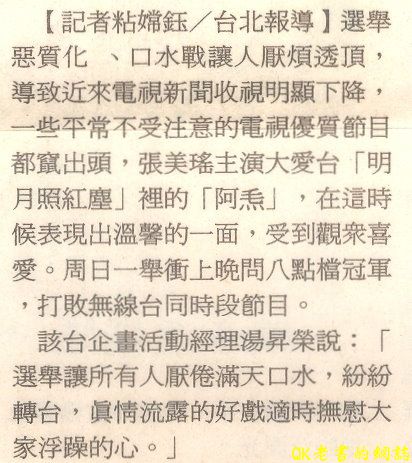 【記者粘嫦鈺／台北報導】選舉
惡質化 、口水戰讓人厭煩透頂，
導致近來電視新聞收視明顯下降，
一些平常不受注意的電視優質節目
都竄出頭，張美瑤主演大愛台「明
月照紅塵」裡的「阿𤆬」，在這時
候表現出溫馨的一面，受到觀衆喜
愛。周日一舉衝上晚問八點檔冠軍
，打敗無線台同時段節目。
該台企畫活動經理湯昇榮說：「
選舉讓所有人厭倦滿天口水，紛紛
轉台，眞情流露的好戲適時撫慰大
家浮躁的心。」
QK老書的網誌